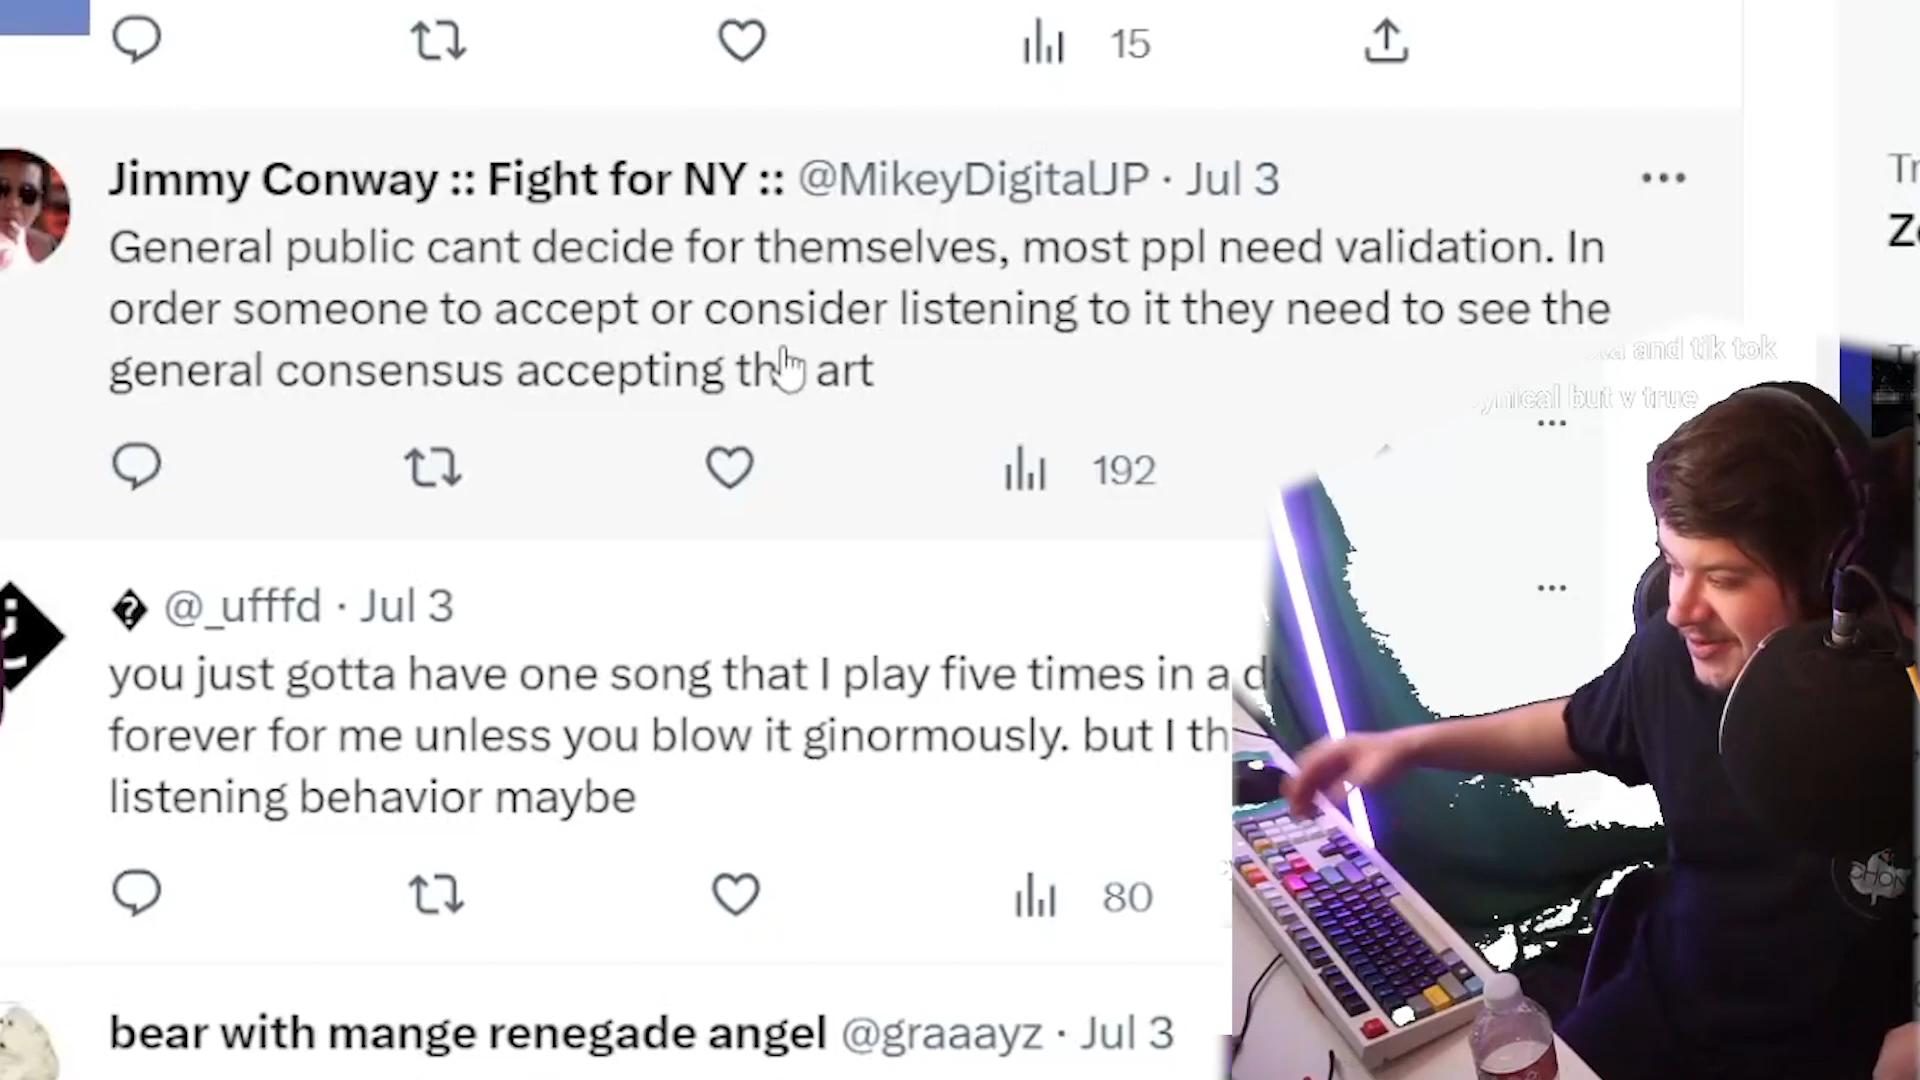 15
Jimmy Conway :: Fight for NY :: @MikeyDigitalJP · Jul 3
General public cant decide for themselves, most ppl need validation. In
order someone to accept or consider listening to it they need to see the
general consensus accepting art
and tik tok
but v true
192
@_ufffd · Jul 3
you just gotta have one song that I play five times in a
forever for me unless you blow it ginormously. but I
listening behavior maybe
80
bear with mange renegade angel @graaayz · Jul 3
CHON